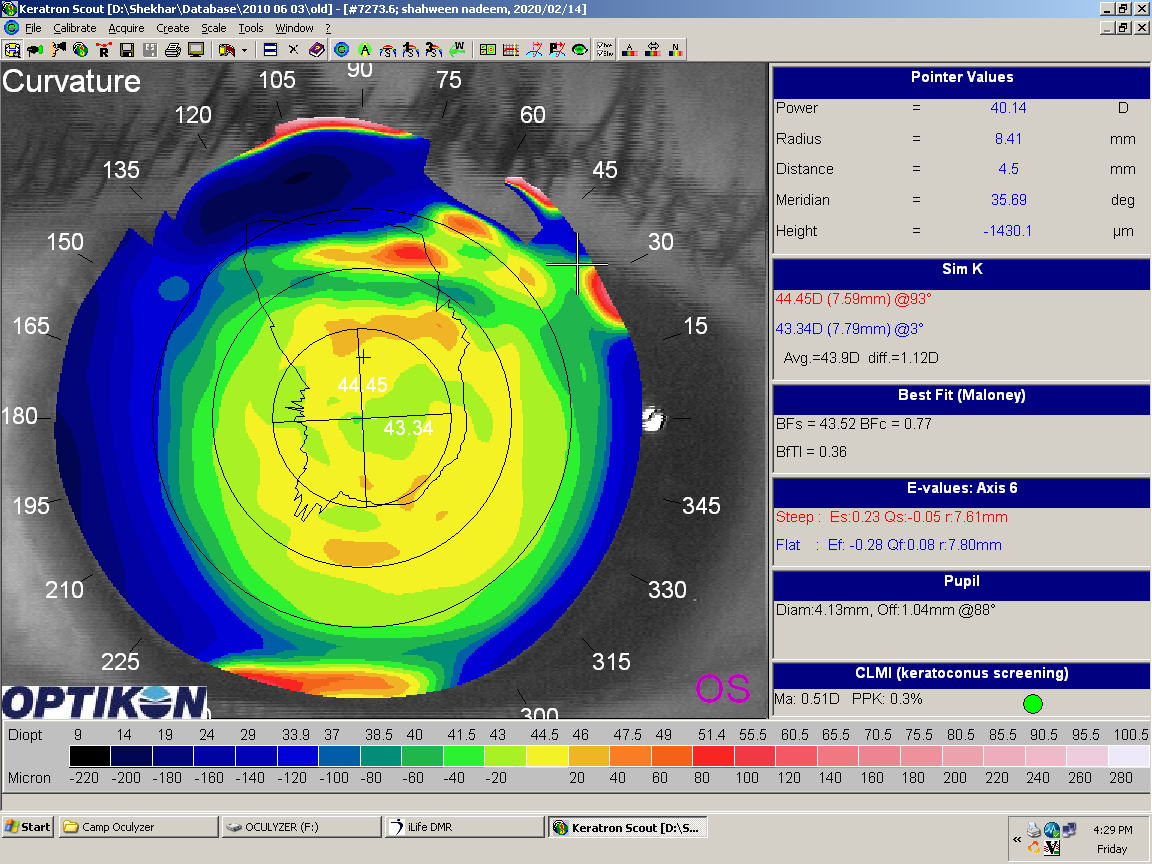 Keratron Scout [D:\Shekhar\Database\2010 06 03\old] - [#7273.6; shahween nadeem, 2020/02/14]
File Calibrate Acquire Create Scale Tools Window ?
Curvature
90
105 75
120 60
135 45
150 30
165 15
180
195 345
210 330
225 315
300
44.45
43.34
OPTIKON
OS
Pointer Values
Power = 40.14 D
Radius = 8.41 mm
Distance = 4.5 mm
Meridian = 35.69 deg
Height = -1430.1 µm
Sim K
44.45D (7.59mm) @93°
43.34D (7.79mm) @3°
Avg.=43.9D diff.=1.12D
Best Fit (Maloney)
BFs = 43.52 BFc = 0.77
BfTI = 0.36
E-values: Axis 6
Steep : Es:0.23 Qs:-0.05 r:7.61mm
Flat : Ef: -0.28 Qf:0.08 r:7.80mm
Pupil
Diam:4.13mm, Off:1.04mm @88°
CLMI (keratoconus screening)
Ma: 0.51D PPK: 0.3%
Diopt 9 14 19 24 29 33.9 37 38.5 40 41.5 43 44.5 46 47.5 49 51.4 55.5 60.5 65.5 70.5 75.5 80.5 85.5 90.5 95.5 100.5
Micron -220 -200 -180 -160 -140 -120 -100 -80 -60 -40 -20 20 40 60 80 100 120 140 160 180 200 220 240 260 280
Start Camp Oculyzer OCULYZER (F:) iLife DMR Keratron Scout [D:\S... « 4:29 PM
Friday